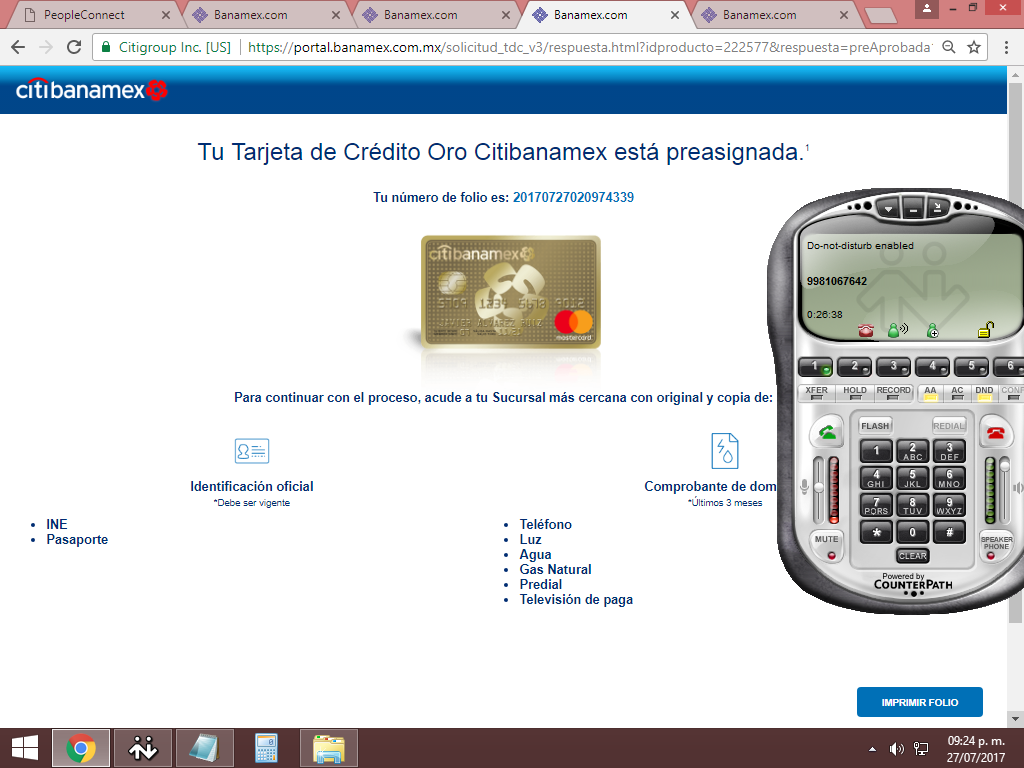 PeopleConnect
Banamex.com
Banamex.com
Banamex.com
Banamex.com
Citigroup Inc. [US]
https://portal.banamex.com.mx/solicitud_tdc_v3/respuesta.html?idproducto=222577&respuesta=preAprobada
citibanamex
Tu Tarjeta de Crédito Oro Citibanamex está preasignada.1
Tu número de folio es: 20170727020974339
citibanamex
5709 1234 5678 9012
mastercard
Para continuar con el proceso, acude a tu Sucursal más cercana con original y copia de:
Identificación oficial
*Debe ser vigente
INE
Pasaporte
Comprobante de dom
*Últimos 3 meses
Teléfono
Luz
Agua
Gas Natural
Predial
Televisión de paga
IMPRIMIR FOLIO
Do-not-disturb enabled
9981067642
0:26:38
1 2 3 4 5 6
XFER HOLD RECORD AA AC DND CONF
FLASH REDIAL
1 2 ABC 3 DEF
4 GHI 5 JKL 6 MNO
7 PQRS 8 TUV 9 WXYZ
* 0 #
MUTE
SPEAKER PHONE
CLEAR
Powered by
COUNTERPATH
09:24 p. m.
27/07/2017